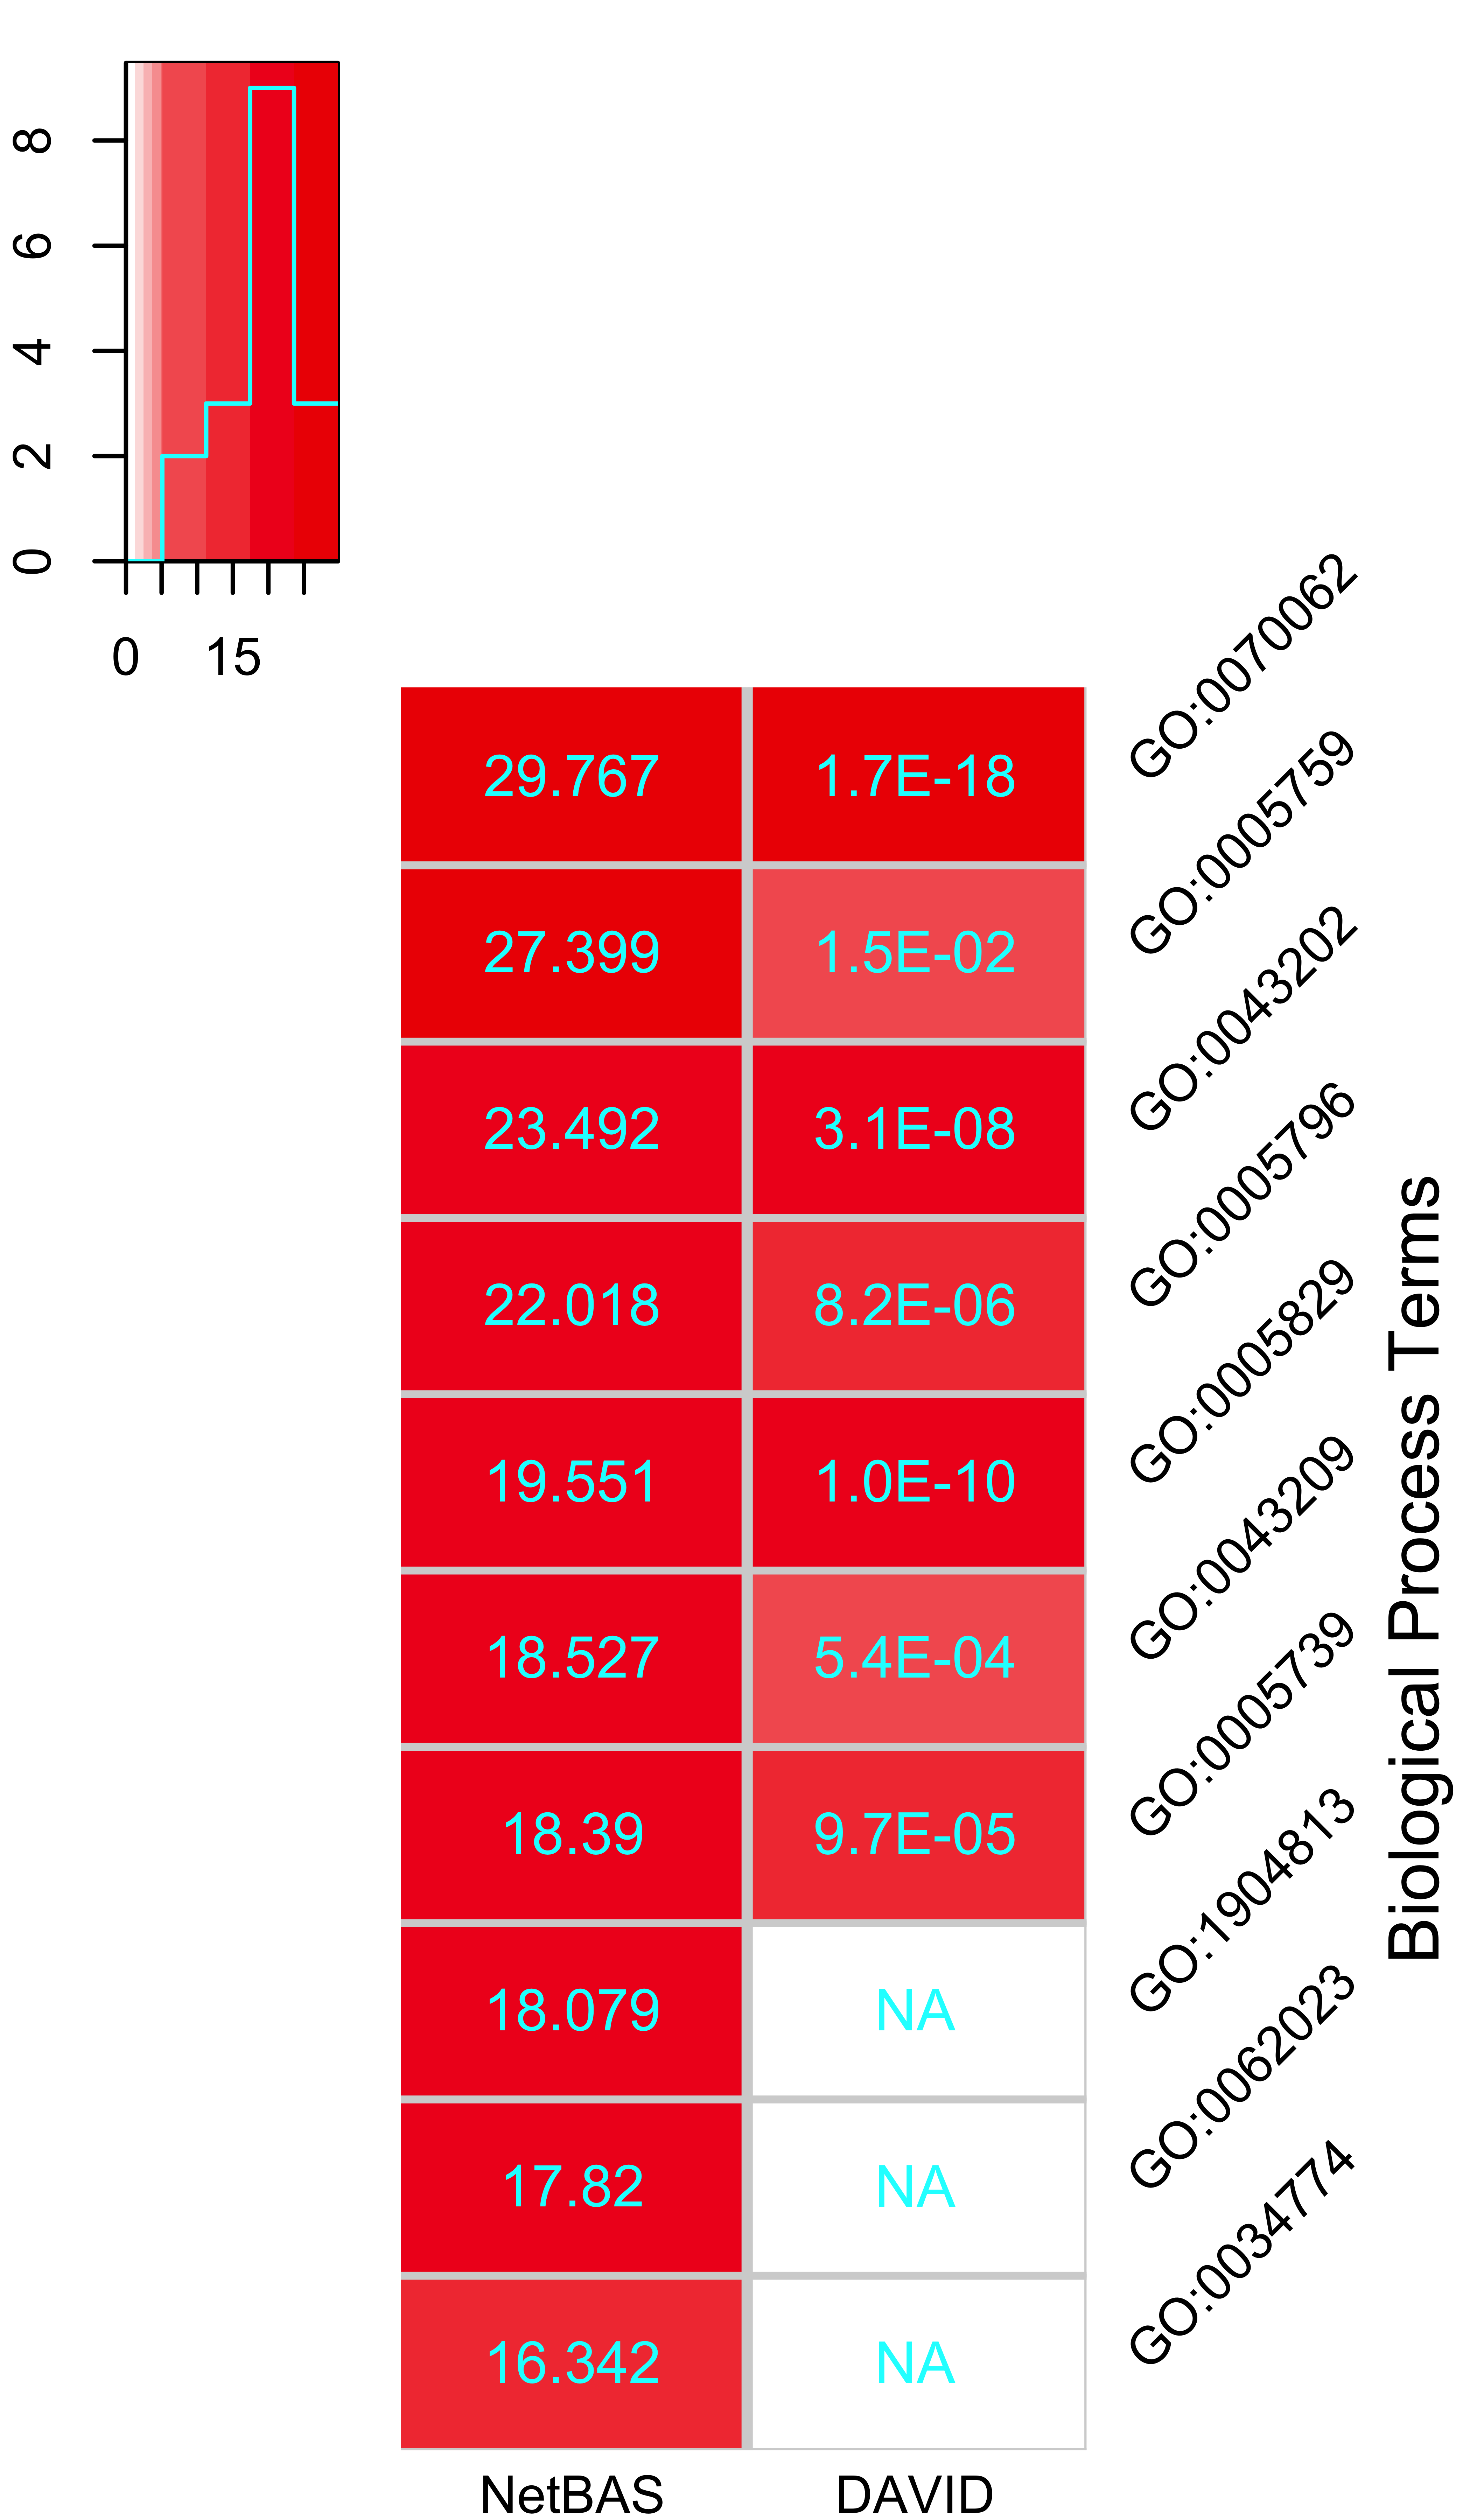 8
6
4
2
0
0 15
GO:0070062
29.767 1.7E-18
GO:0005759
27.399 1.5E-02
GO:0043202
23.492 3.1E-08
GO:0005796
22.018 8.2E-06
GO:0005829
19.551 1.0E-10
GO:0043209
18.527 5.4E-04
GO:0005739
18.39 9.7E-05
GO:1904813
18.079 NA
GO:0062023
17.82 NA
GO:0034774
16.342 NA
Biological Process Terms
NetBAS DAVID